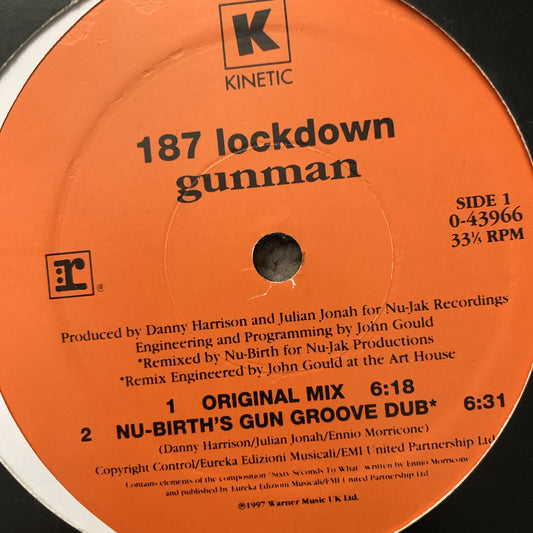 K
KINETIC
187 lockdown
gunman
SIDE 1
0-43966
33⅓ RPM
r®
Produced by Danny Harrison and Julian Jonah for Nu-Jak Recordings
Engineering and Programming by John Gould
*Remixed by Nu-Birth for Nu-Jak Productions
*Remix Engineered by John Gould at the Art House
1 ORIGINAL MIX 6:18
2 NU-BIRTH'S GUN GROOVE DUB* 6:31
(Danny Harrison/Julian Jonah/Ennio Morricone)
Copyright Control/Eureka Edizioni Musicali/EMI United Partnership Ltd
Contains elements of the composition "Sixty Seconds To What" written by Ennio Morricone
and published by Eureka Edizioni Musicali/EMI United Partnership Ltd
℗1997 Warner Music UK Ltd.